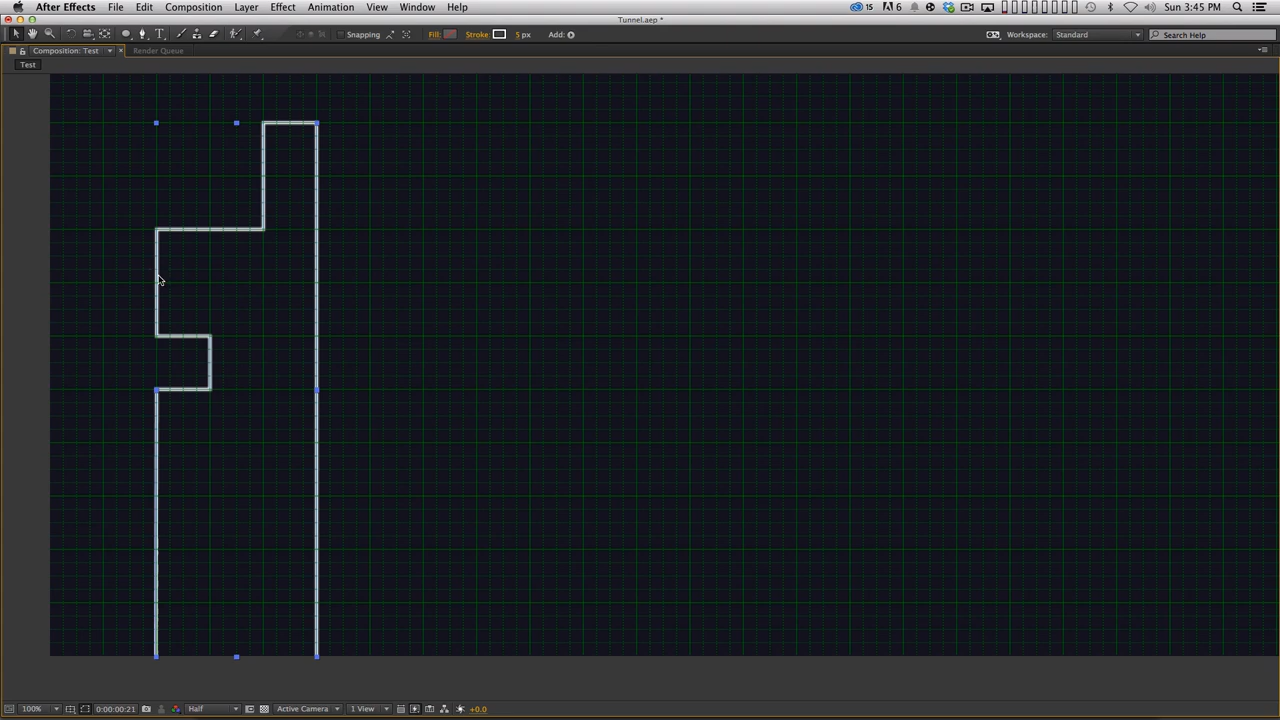 After Effects File Edit Composition Layer Effect Animation View Window Help 15 6 Sun 3:45 PM
Tunnel.aep *
T Snapping Fill: Stroke: 5 px Add: Workspace: Standard Search Help
Composition: Test × Render Queue
Test
100% 0:00:00:21 Half Active Camera 1 View +0.0